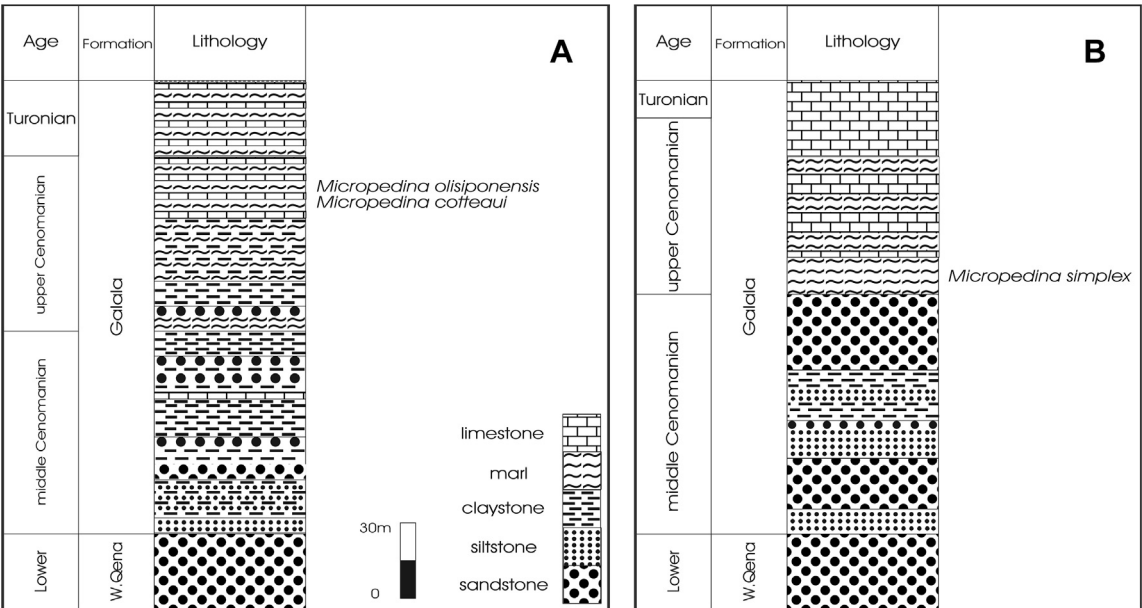 Age Formation Lithology A
Turonian
upper Cenomanian
middle Cenomanian
Lower
Galala
W.Qena
Micropedina olisiponensis
Micropedina cotteaui
limestone
marl
claystone
siltstone
sandstone
30m
0
Age Formation Lithology B
Turonian
upper Cenomanian
middle Cenomanian
Lower
Galala
W.Qena
Micropedina simplex